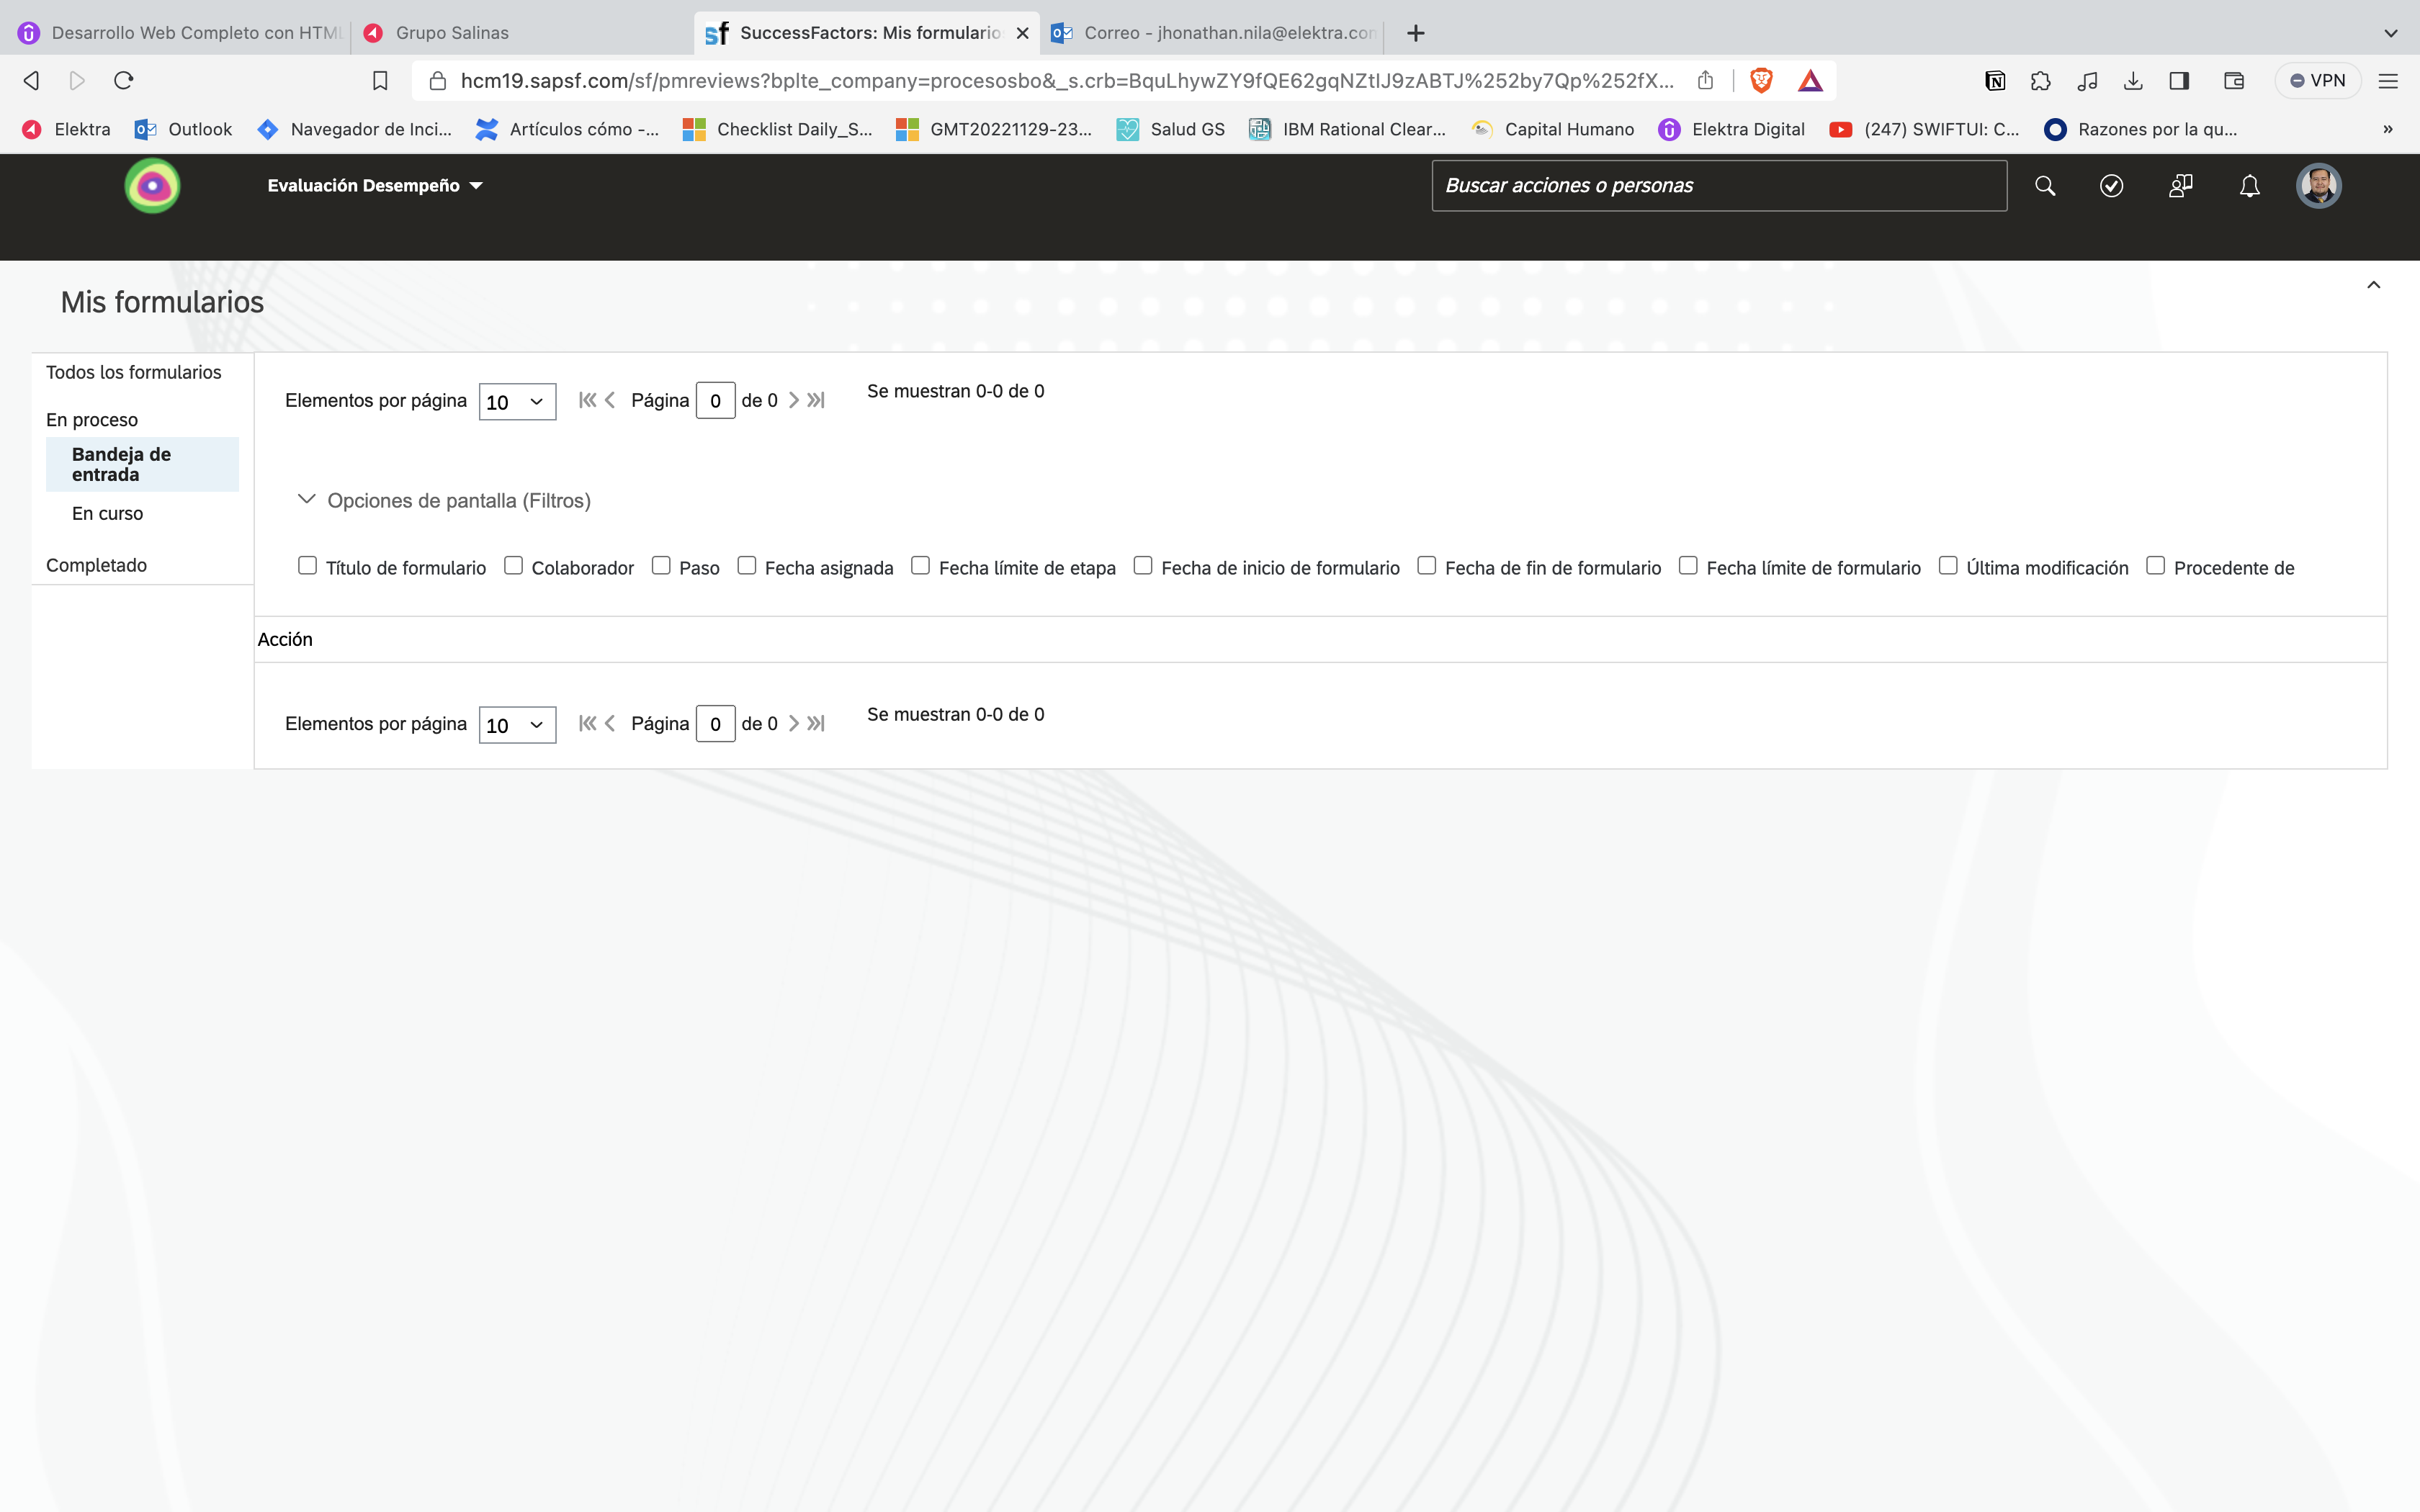 Desarrollo Web Completo con HTML
Grupo Salinas
sf SuccessFactors: Mis formulario
Correo - jhonathan.nila@elektra.con
hcm19.sapsf.com/sf/pmreviews?bplte_company=procesosbo&_s.crb=BquLhywZY9fQE62gqNZtIJ9zABTJ%252by7Qp%252fX...
VPN
Elektra
Outlook
Navegador de Inci...
Artículos cómo -...
Checklist Daily_S...
GMT20221129-23...
Salud GS
IBM Rational Clear...
Capital Humano
Elektra Digital
(247) SWIFTUI: C...
Razones por la qu...
»
Evaluación Desempeño
Buscar acciones o personas
Mis formularios
Todos los formularios
En proceso
Bandeja de
entrada
En curso
Completado
Elementos por página 10 Página 0 de 0 Se muestran 0-0 de 0
Opciones de pantalla (Filtros)
Título de formulario Colaborador Paso Fecha asignada Fecha límite de etapa Fecha de inicio de formulario Fecha de fin de formulario Fecha límite de formulario Última modificación Procedente de
Acción
Elementos por página 10 Página 0 de 0 Se muestran 0-0 de 0